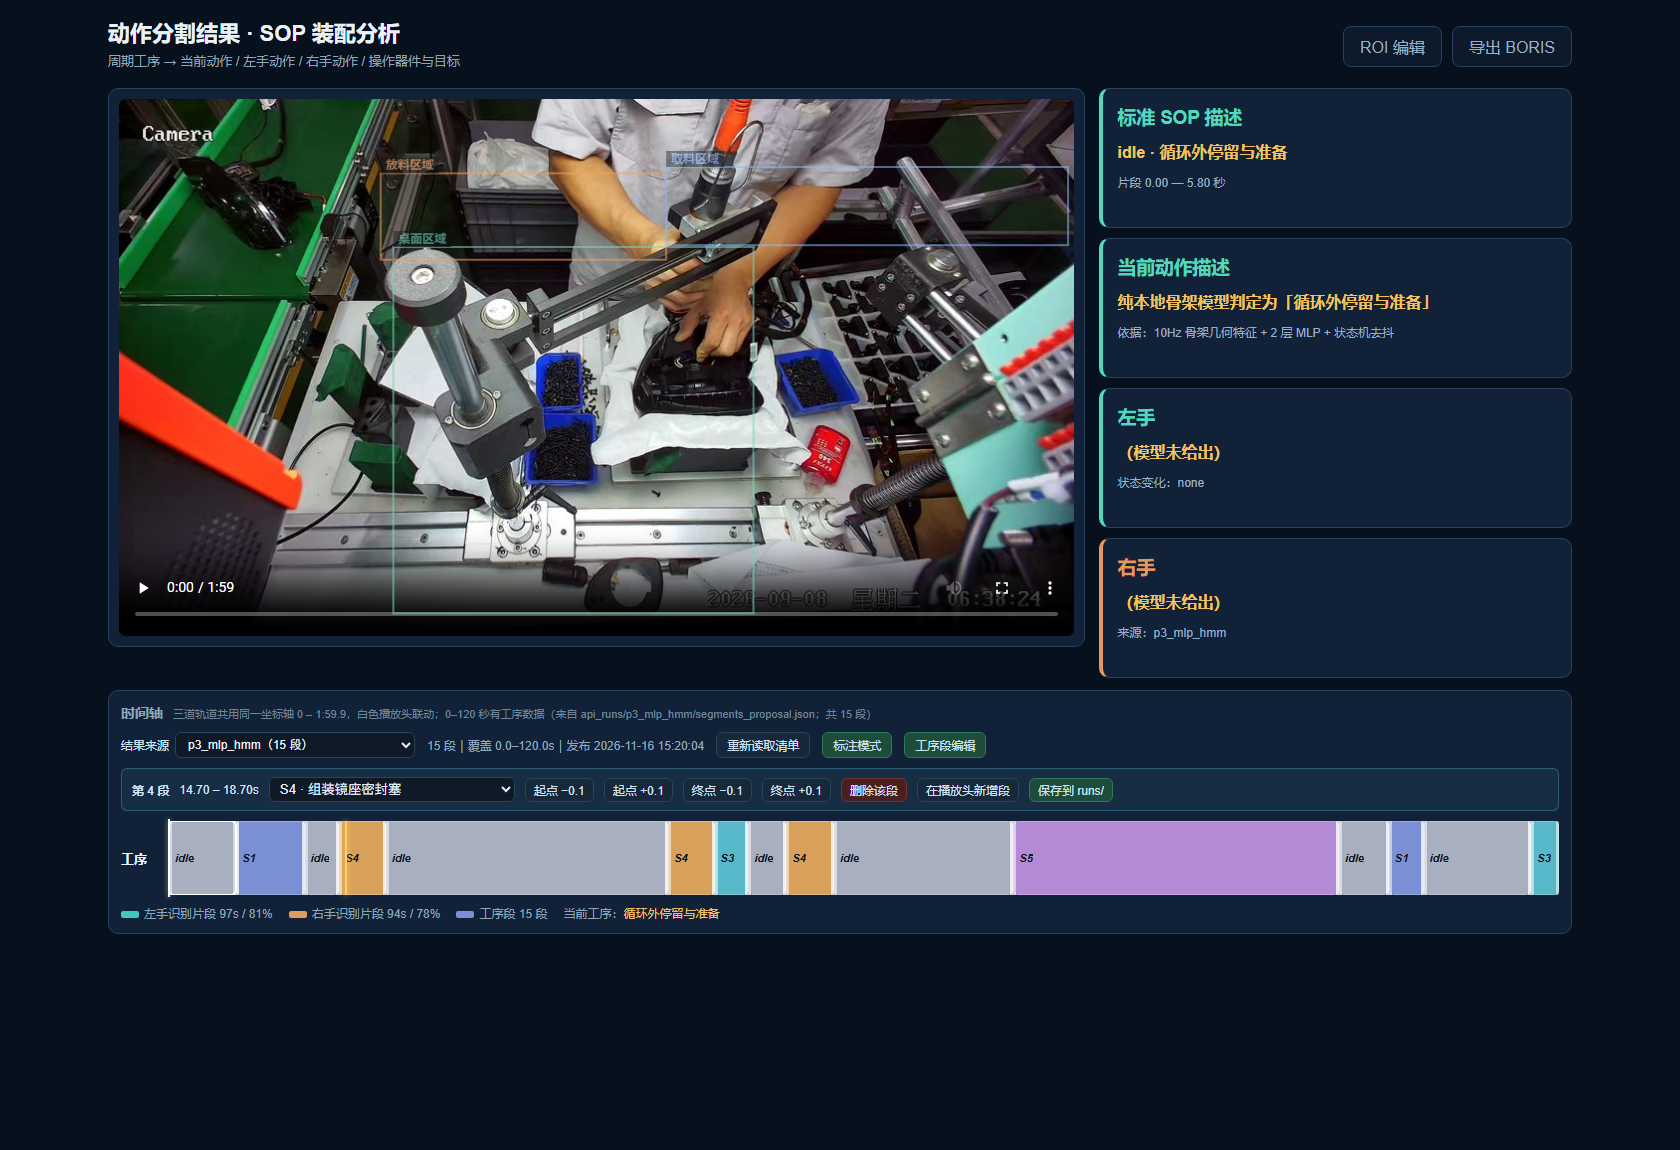 动作分割结果 · SOP 装配分析
周期工序 → 当前动作 / 左手动作 / 右手动作 / 操作器件与目标
ROI 编辑
导出 BORIS
Camera
放料区域
取料区域
桌面区域
0:00 / 1:59
2026-09-08 星期二 06:38:24
标准 SOP 描述
idle · 循环外停留与准备
片段 0.00 — 5.80 秒
当前动作描述
纯本地骨架模型判定为「循环外停留与准备」
依据：10Hz 骨架几何特征 + 2 层 MLP + 状态机去抖
左手
（模型未给出）
状态变化：none
右手
（模型未给出）
来源：p3_mlp_hmm
时间轴 三道轨道共用同一坐标轴 0 – 1:59.9，白色播放头联动；0–120 秒有工序数据（来自 api_runs/p3_mlp_hmm/segments_proposal.json；共 15 段）
结果来源 p3_mlp_hmm（15 段） 15 段 | 覆盖 0.0–120.0s | 发布 2026-11-16 15:20:04 重新读取清单 标注模式 工序段编辑
第 4 段 14.70 – 18.70s S4 · 组装镜座密封塞 起点 −0.1 起点 +0.1 终点 −0.1 终点 +0.1 删除该段 在播放头新增段 保存到 runs/
工序 idle S1 idle S4 idle S4 S3 idle S4 idle S5 idle S1 idle S3
左手识别片段 97s / 81% 右手识别片段 94s / 78% 工序段 15 段 当前工序：循环外停留与准备